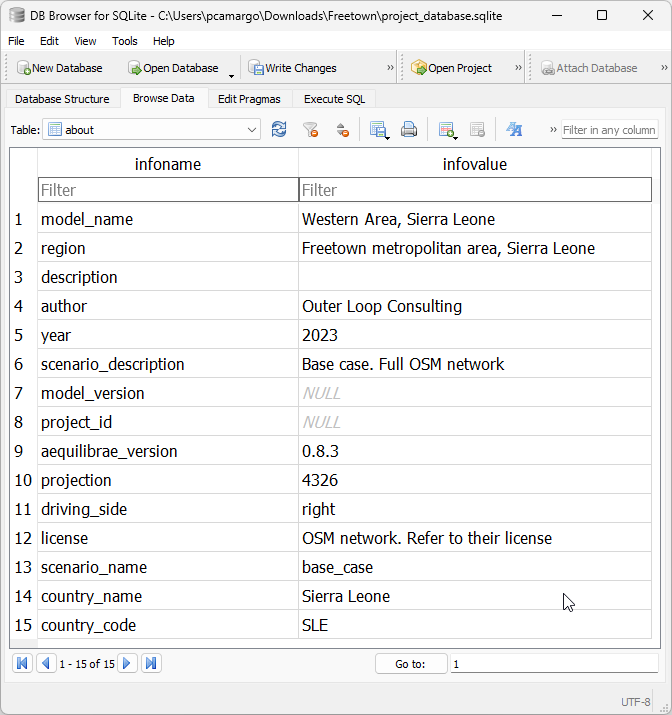 DB Browser for SQLite - C:\Users\pcamargo\Downloads\Freetown\project_database.sqlite
File Edit View Tools Help
New Database Open Database Write Changes » Open Project » Attach Database »
Database Structure Browse Data Edit Pragmas Execute SQL
Table: about » Filter in any column
infoname infovalue
Filter Filter
1 model_name Western Area, Sierra Leone
2 region Freetown metropolitan area, Sierra Leone
3 description
4 author Outer Loop Consulting
5 year 2023
6 scenario_description Base case. Full OSM network
7 model_version NULL
8 project_id NULL
9 aequilibrae_version 0.8.3
10 projection 4326
11 driving_side right
12 license OSM network. Refer to their license
13 scenario_name base_case
14 country_name Sierra Leone
15 country_code SLE
1 - 15 of 15 Go to: 1
UTF-8